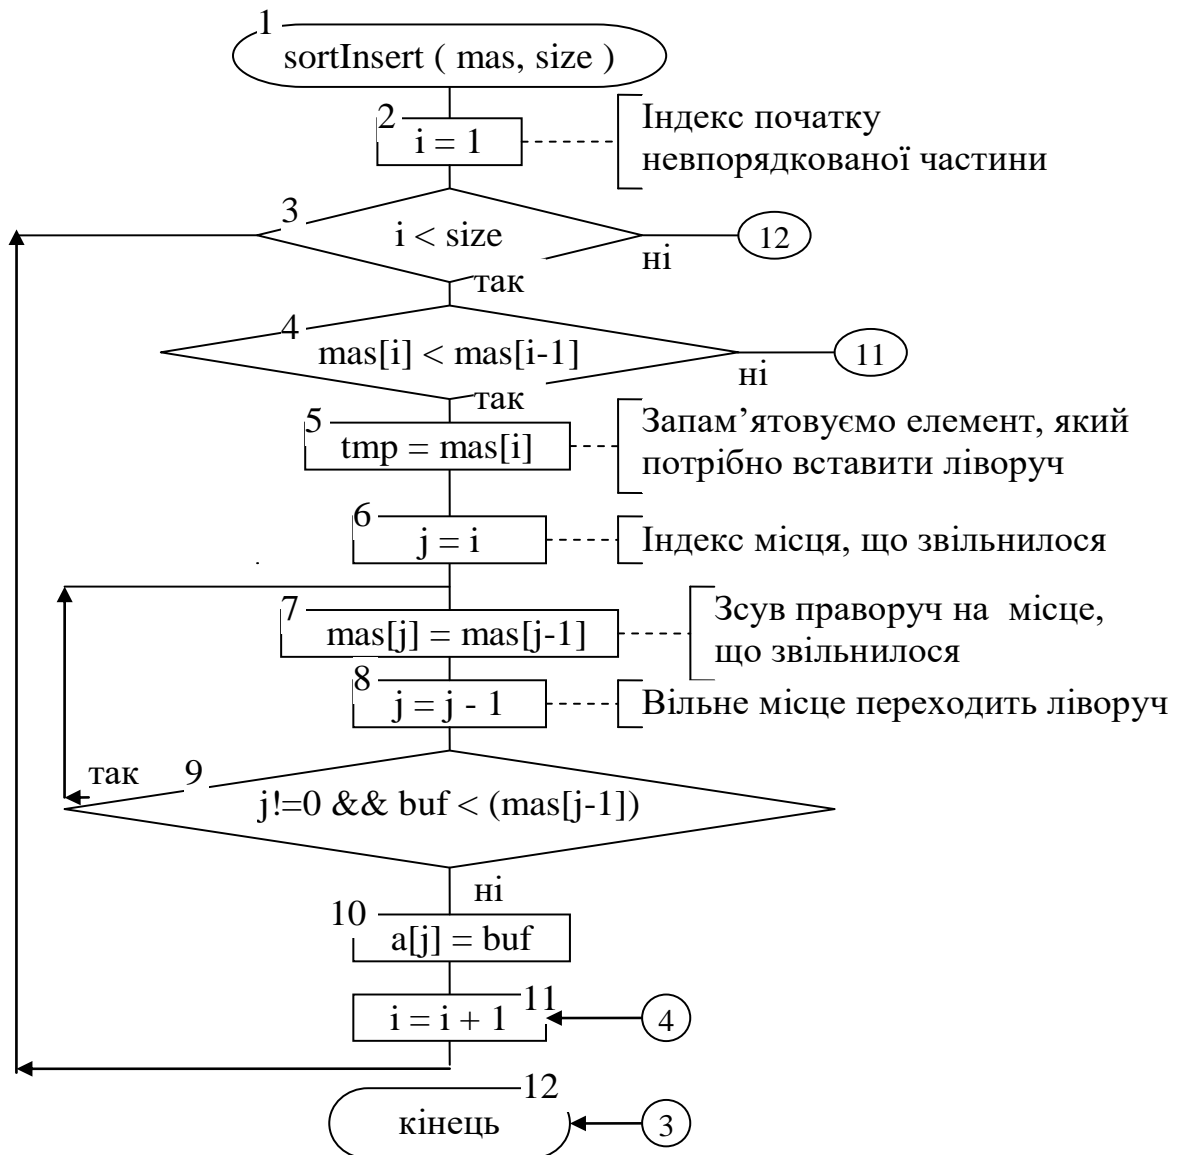 1
sortInsert ( mas, size )
2
i = 1
Індекс початку
невпорядкованої частини
3
i < size
ні
12
так
4
mas[i] < mas[i-1]
ні
11
так
5
tmp = mas[i]
Запам’ятовуємо елемент, який
потрібно вставити ліворуч
6
j = i
Індекс місця, що звільнилося
7
mas[j] = mas[j-1]
Зсув праворуч на місце,
що звільнилося
8
j = j - 1
Вільне місце переходить ліворуч
так
9
j!=0 && buf < (mas[j-1])
ні
10
a[j] = buf
11
i = i + 1
4
12
кінець
3